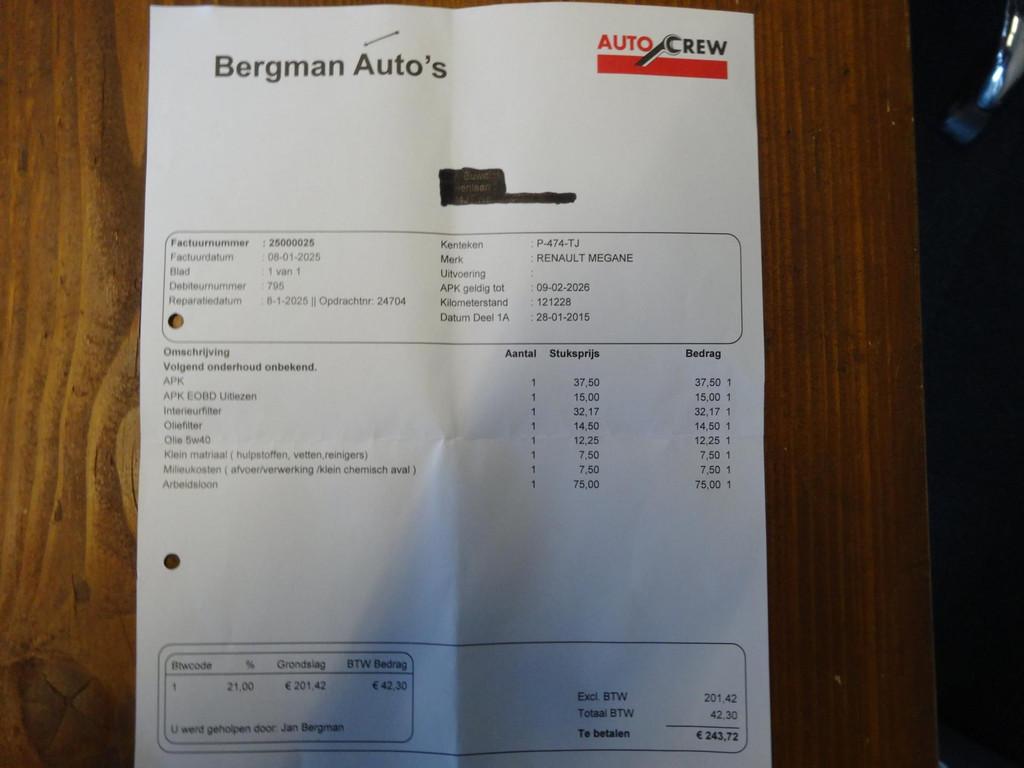 Bergman Auto's
AUTO CREW
Factuurnummer : 25000025
Factuurdatum : 08-01-2025
Blad : 1 van 1
Debiteurnummer : 795
Reparatiedatum : 8-1-2025 || Opdrachtnr: 24704
Kenteken : P-474-TJ
Merk : RENAULT MEGANE
Uitvoering :
APK geldig tot : 09-02-2026
Kilometerstand : 121228
Datum Deel 1A : 28-01-2015
Omschrijving Aantal Stuksprijs Bedrag
Volgend onderhoud onbekend.
APK 1 37,50 37,50 1
APK EOBD Uitlezen 1 15,00 15,00 1
Interieurfilter 1 32,17 32,17 1
Oliefilter 1 14,50 14,50 1
Olie 5w40 1 12,25 12,25 1
Klein matriaal ( hulpstoffen, vetten,reinigers) 1 7,50 7,50 1
Milieukosten ( afvoer/verwerking /klein chemisch aval ) 1 7,50 7,50 1
Arbeidsloon 1 75,00 75,00 1
Btwcode % Grondslag BTW Bedrag
1 21,00 € 201,42 € 42,30
U werd geholpen door: Jan Bergman
Excl. BTW 201,42
Totaal BTW 42,30
Te betalen € 243,72